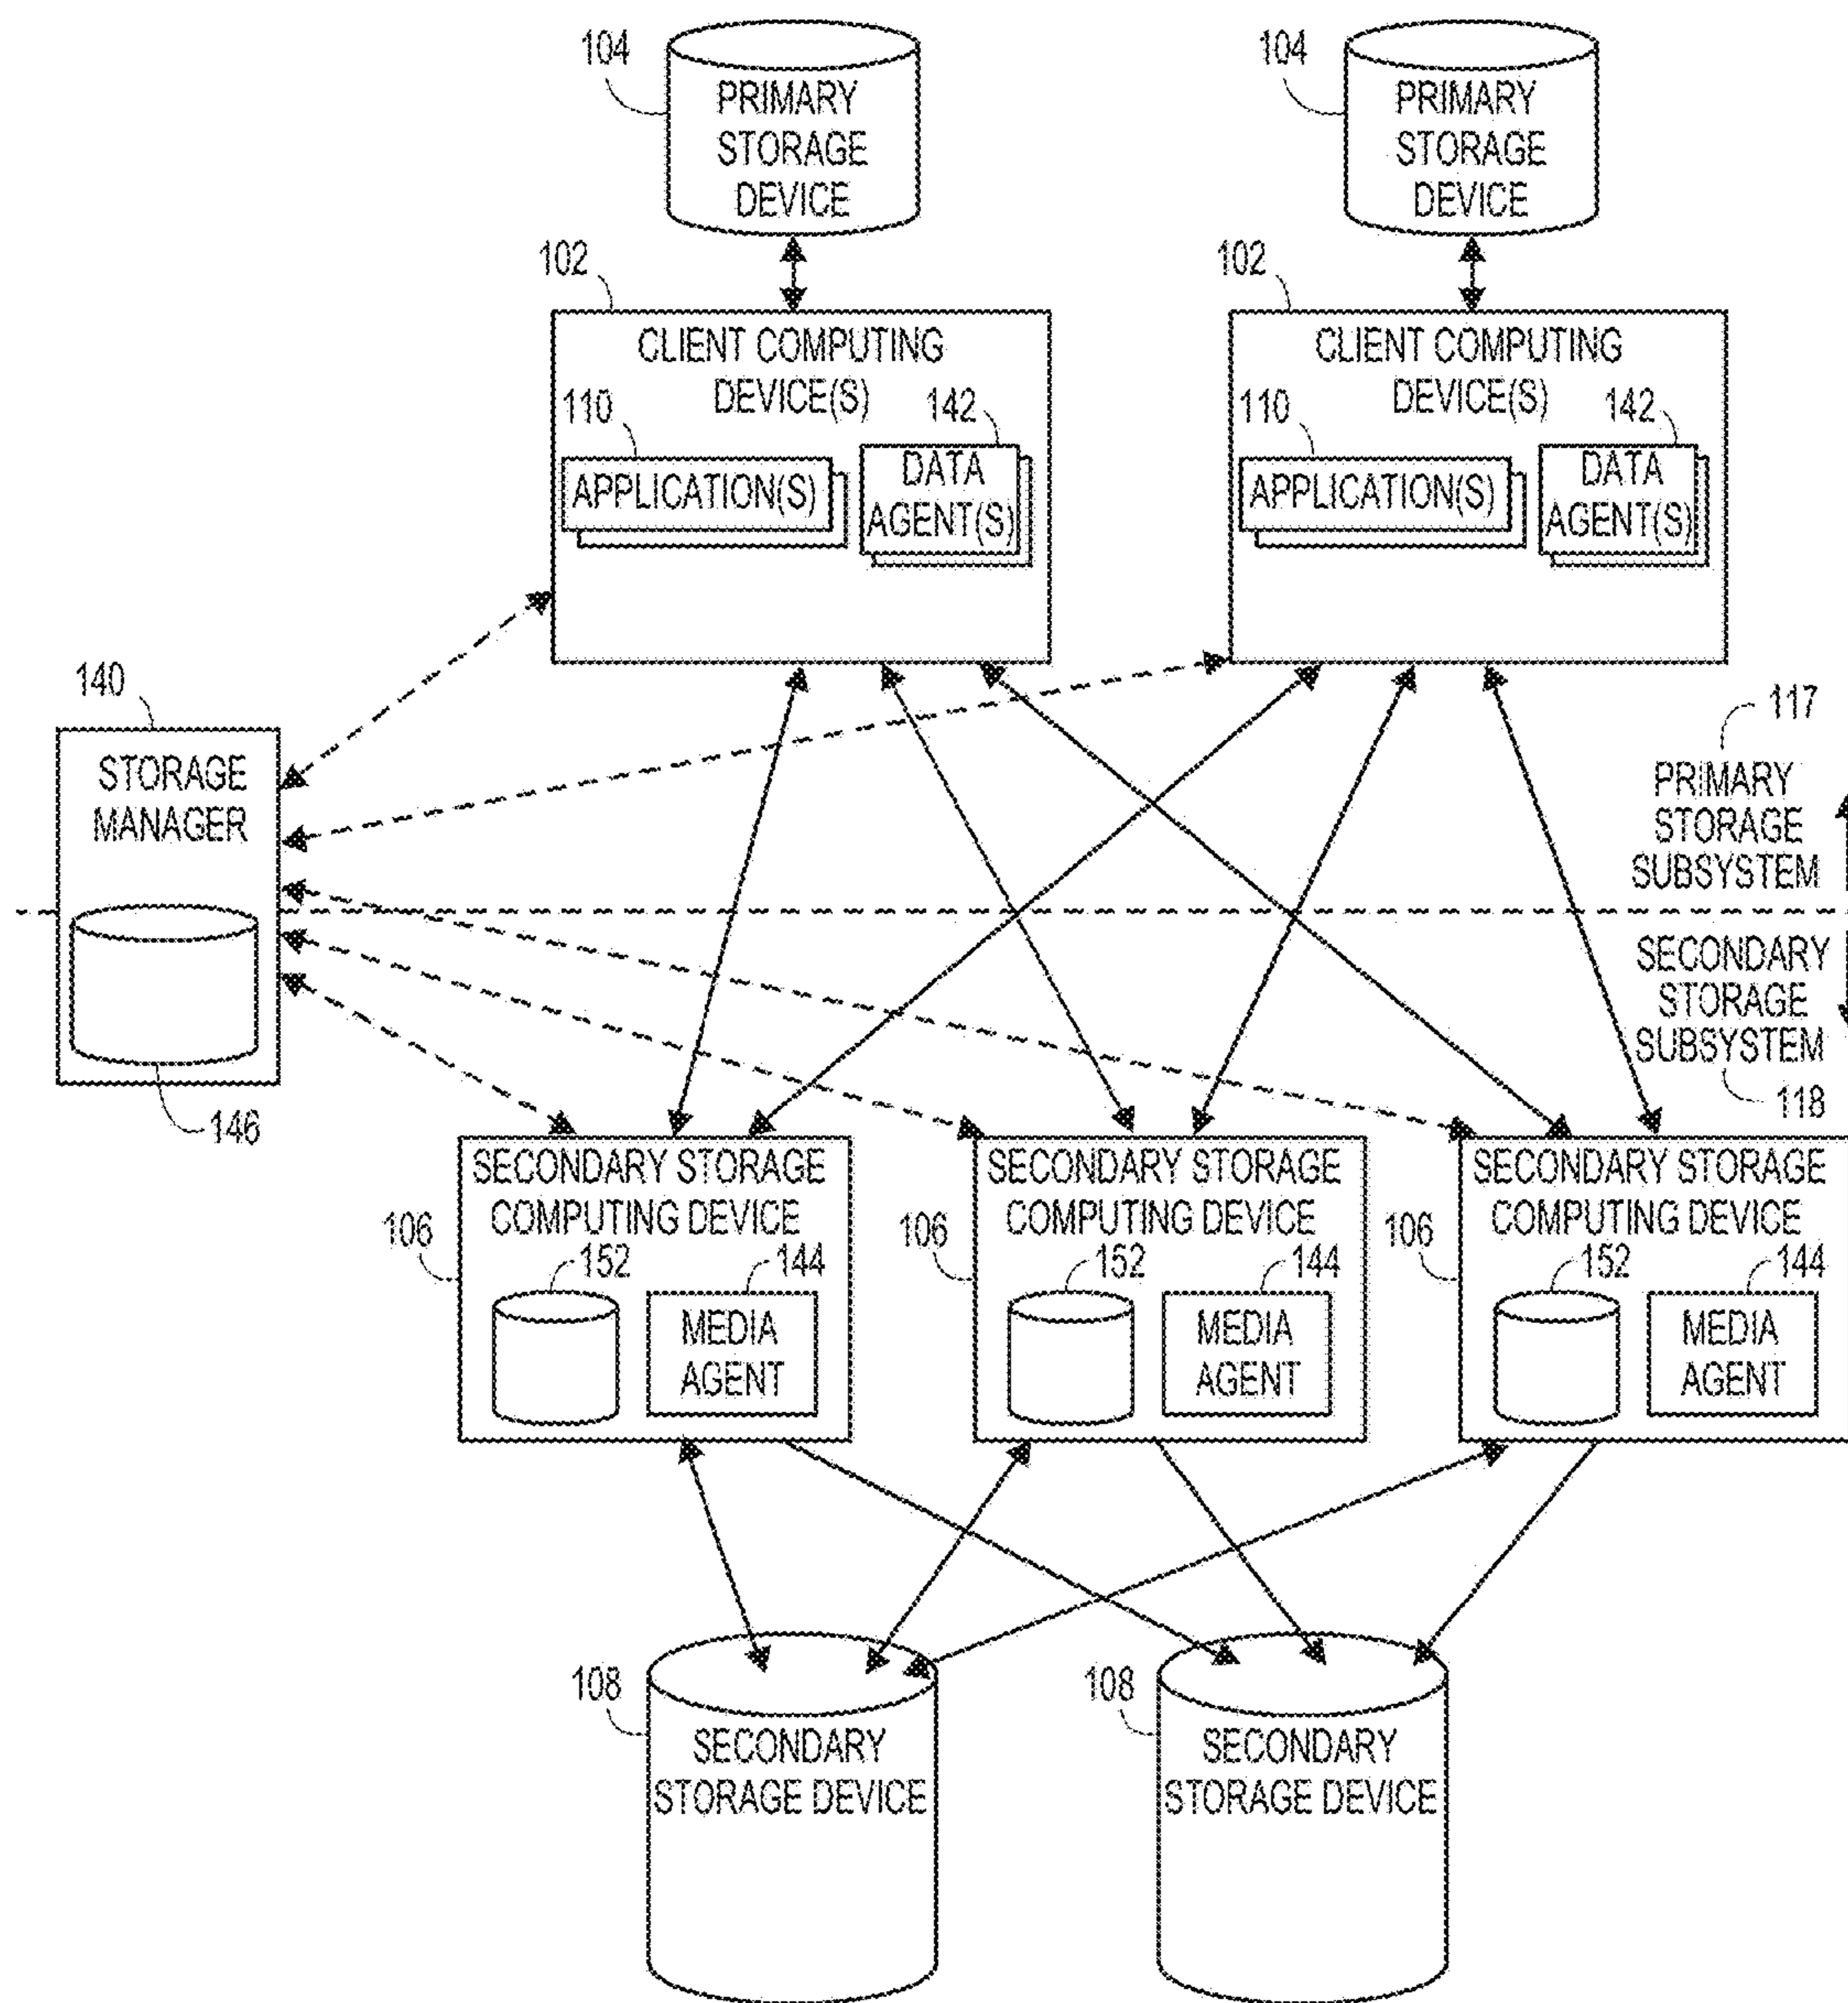 104
PRIMARY
STORAGE
DEVICE
104
PRIMARY
STORAGE
DEVICE
102
CLIENT COMPUTING
DEVICE(S)
110
142
APPLICATION(S)
DATA
AGENT(S)
102
CLIENT COMPUTING
DEVICE(S)
110
142
APPLICATION(S)
DATA
AGENT(S)
140
STORAGE
MANAGER
146
117
PRIMARY
STORAGE
SUBSYSTEM
SECONDARY
STORAGE
SUBSYSTEM
118
106
SECONDARY STORAGE
COMPUTING DEVICE
152
144
MEDIA
AGENT
106
SECONDARY STORAGE
COMPUTING DEVICE
152
144
MEDIA
AGENT
106
SECONDARY STORAGE
COMPUTING DEVICE
152
144
MEDIA
AGENT
108
SECONDARY
STORAGE DEVICE
108
SECONDARY
STORAGE DEVICE